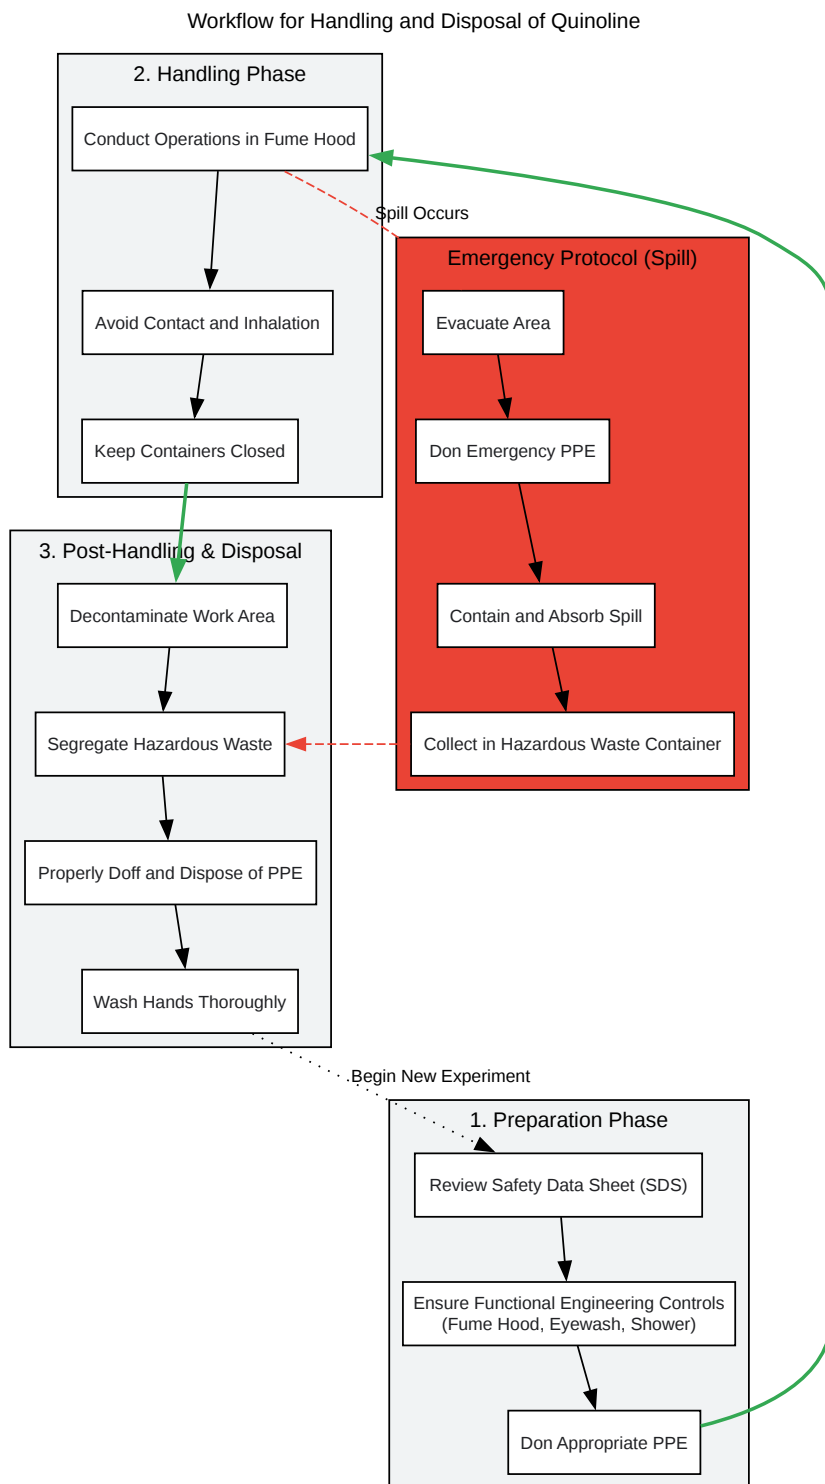 Workflow for Handling and Disposal of Quinoline
2. Handling Phase
Conduct Operations in Fume Hood
Spill Occurs
Avoid Contact and Inhalation
Keep Containers Closed
Emergency Protocol (Spill)
Evacuate Area
Don Emergency PPE
Contain and Absorb Spill
Collect in Hazardous Waste Container
3. Post-Handling & Disposal
Decontaminate Work Area
Segregate Hazardous Waste
Properly Doff and Dispose of PPE
Wash Hands Thoroughly
Begin New Experiment
1. Preparation Phase
Review Safety Data Sheet (SDS)
Ensure Functional Engineering Controls
(Fume Hood, Eyewash, Shower)
Don Appropriate PPE